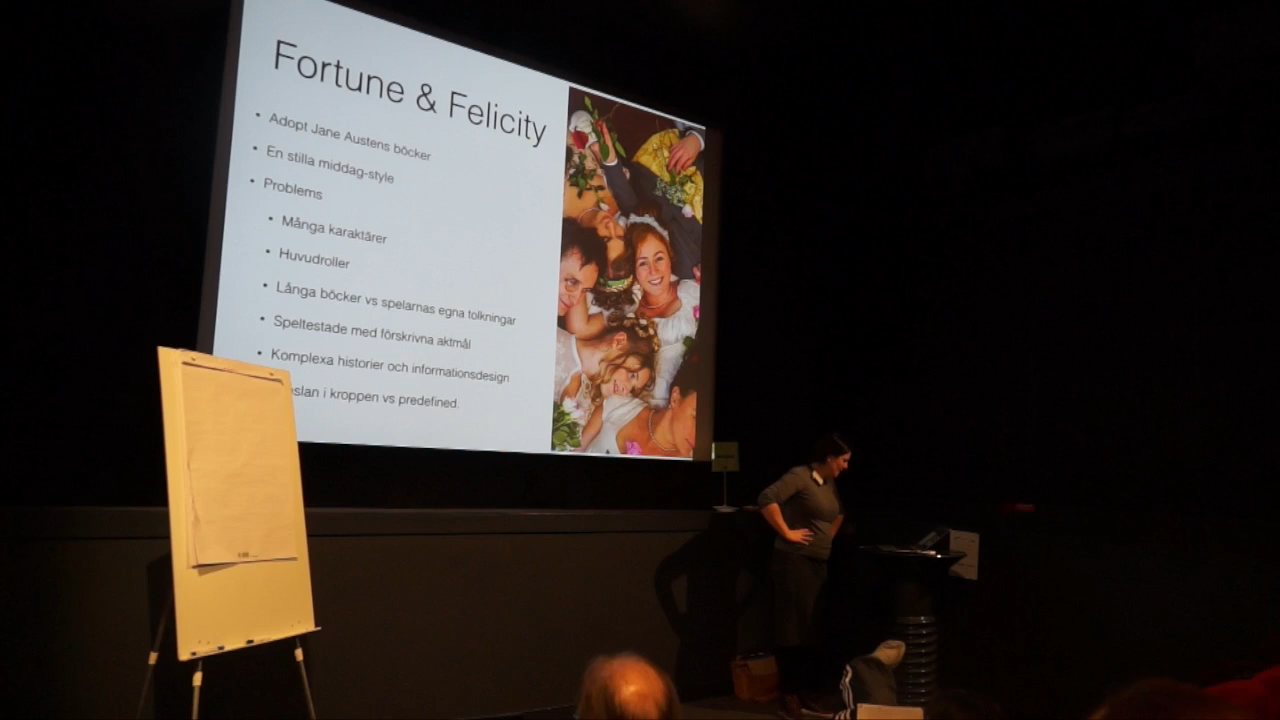 Fortune & Felicity
• Adopt Jane Austens böcker
• En stilla middag-style
• Problems
• Många karaktärer
• Huvudroller
• Långa böcker vs spelarnas egna tolkningar
• Speltestade med förskrivna aktmål
• Komplexa historier och informationsdesign
i kroppen vs predefined.